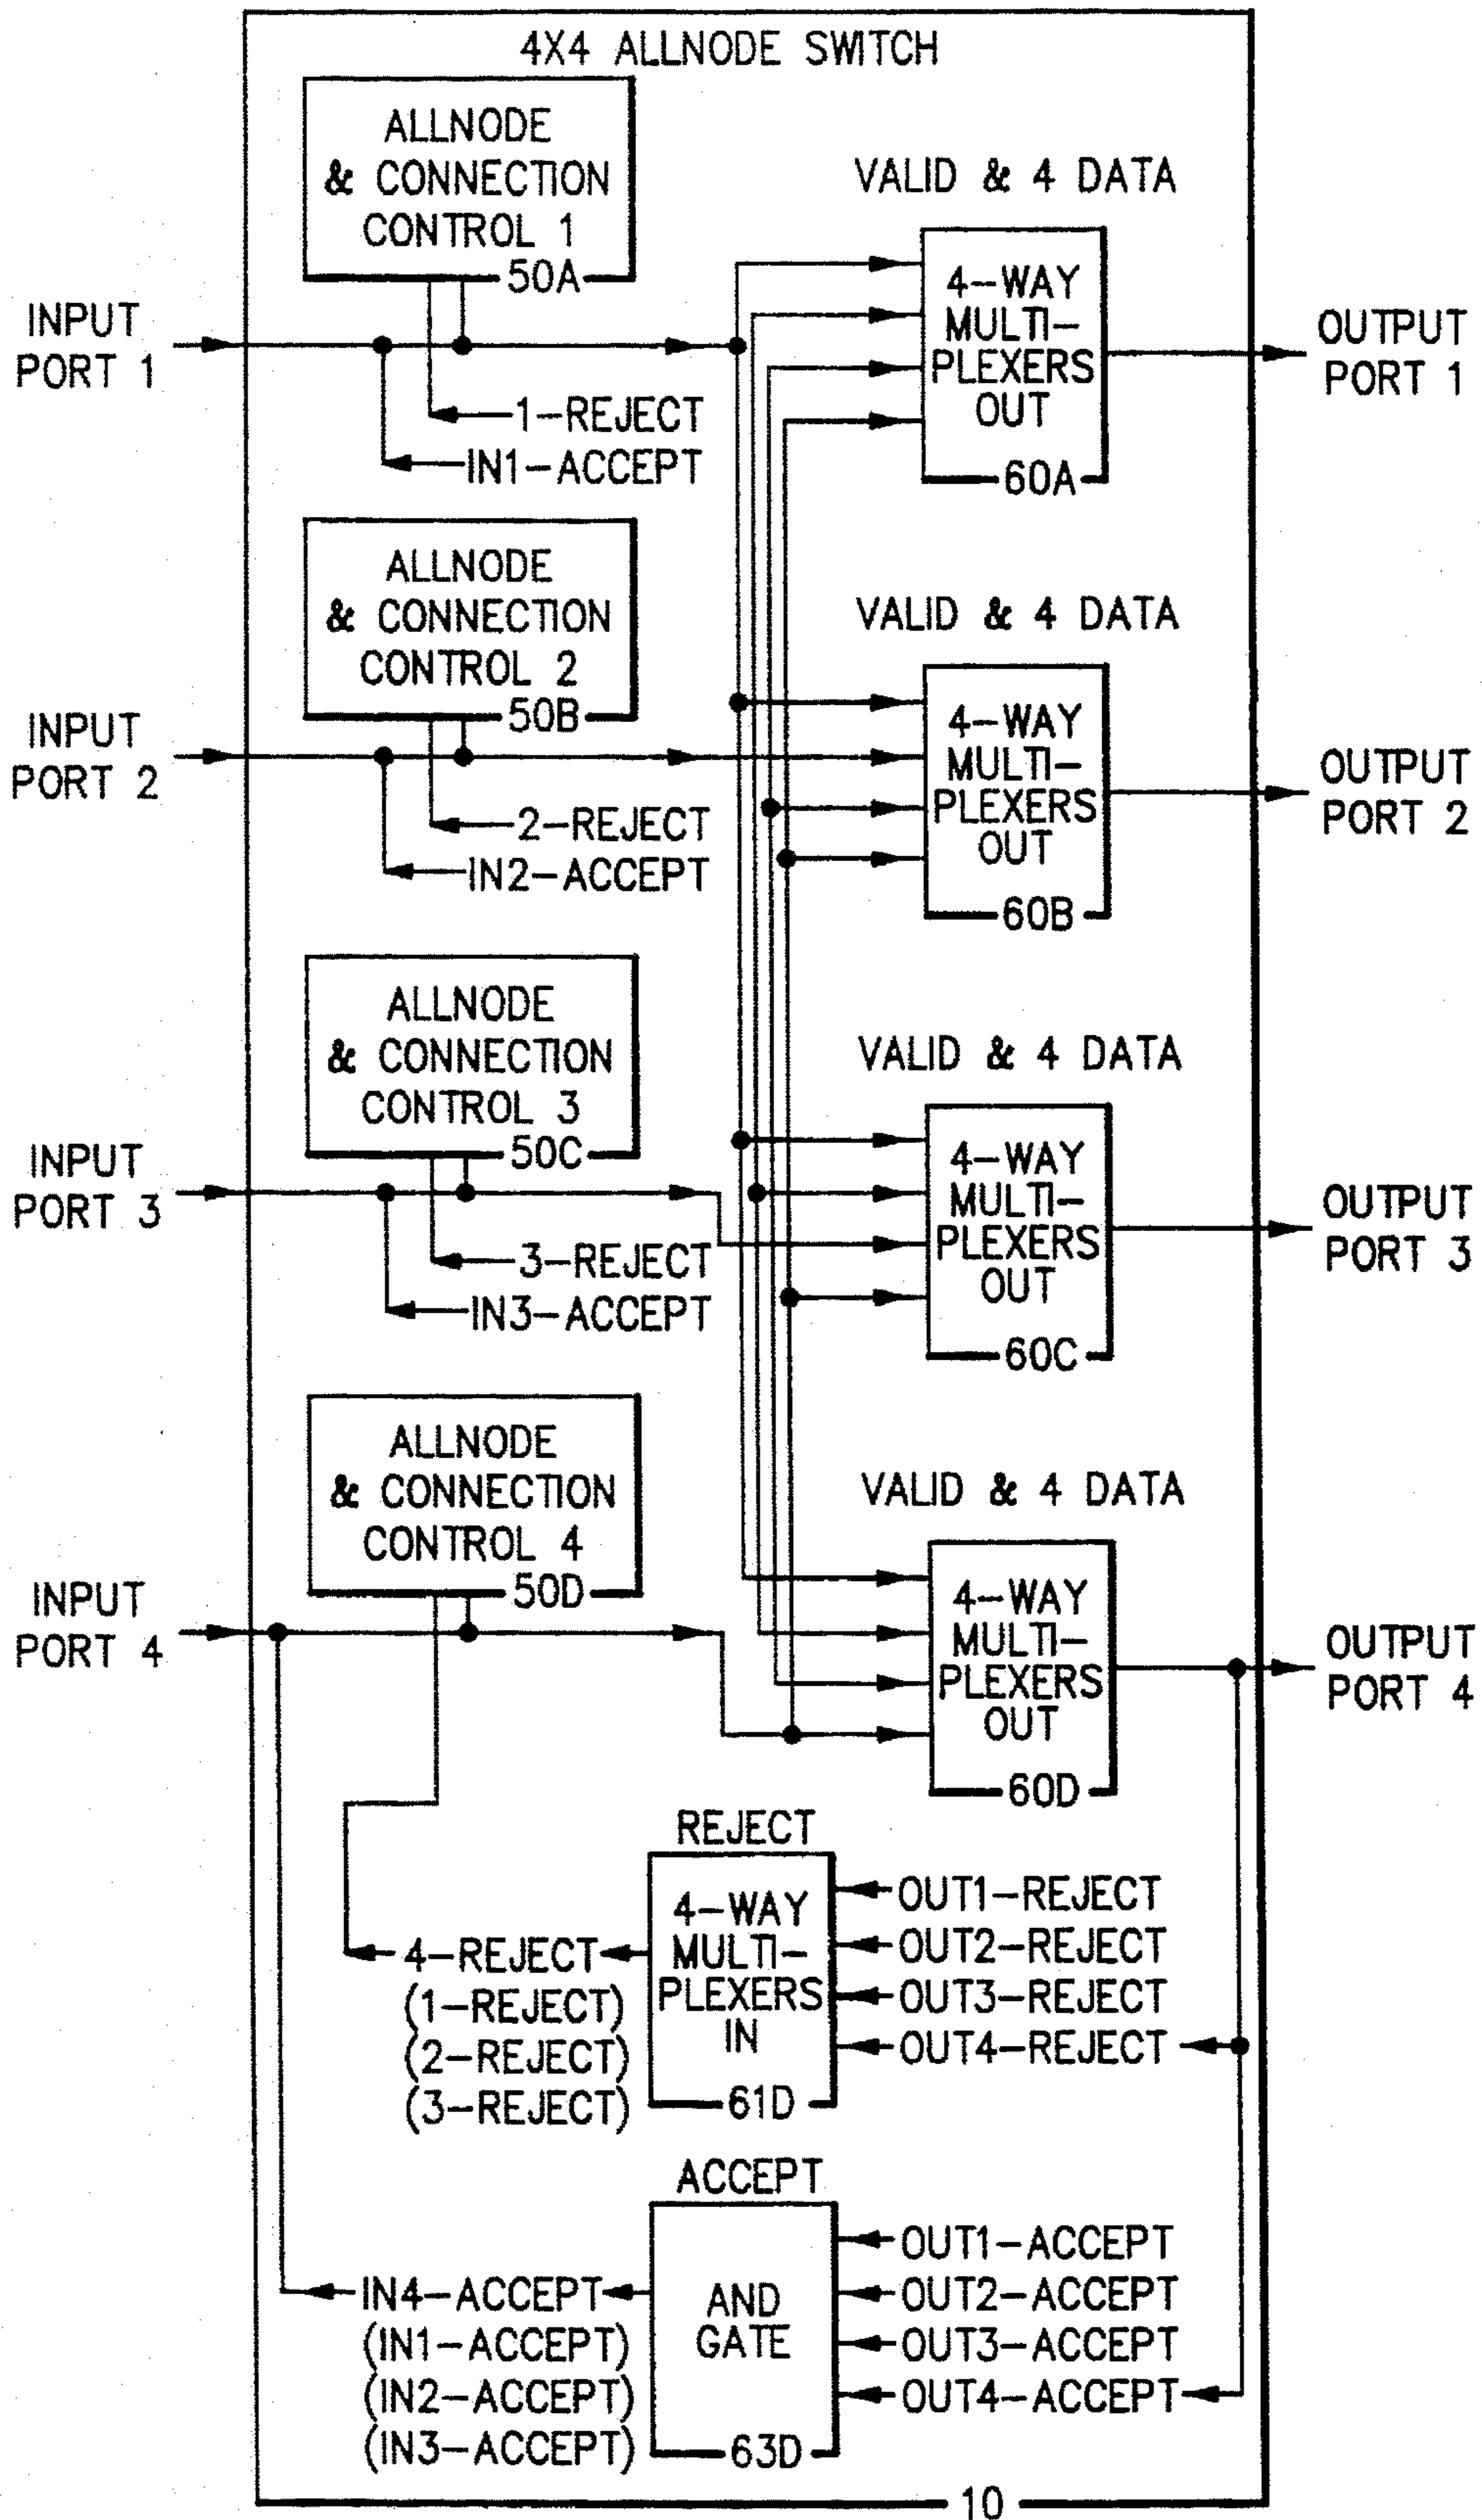 4X4 ALLNODE SWITCH
ALLNODE
& CONNECTION
CONTROL 1
50A
VALID & 4 DATA
4-WAY
MULTI-
PLEXERS
OUT
60A
INPUT
PORT 1
OUTPUT
PORT 1
1-REJECT
IN1-ACCEPT
ALLNODE
& CONNECTION
CONTROL 2
50B
VALID & 4 DATA
4-WAY
MULTI-
PLEXERS
OUT
60B
INPUT
PORT 2
OUTPUT
PORT 2
2-REJECT
IN2-ACCEPT
ALLNODE
& CONNECTION
CONTROL 3
50C
VALID & 4 DATA
4-WAY
MULTI-
PLEXERS
OUT
60C
INPUT
PORT 3
OUTPUT
PORT 3
3-REJECT
IN3-ACCEPT
ALLNODE
& CONNECTION
CONTROL 4
50D
VALID & 4 DATA
4-WAY
MULTI-
PLEXERS
OUT
60D
INPUT
PORT 4
OUTPUT
PORT 4
REJECT
4-WAY
MULTI-
PLEXERS
IN
61D
OUT1-REJECT
OUT2-REJECT
OUT3-REJECT
OUT4-REJECT
4-REJECT
(1-REJECT)
(2-REJECT)
(3-REJECT)
ACCEPT
AND
GATE
63D
OUT1-ACCEPT
OUT2-ACCEPT
OUT3-ACCEPT
OUT4-ACCEPT
IN4-ACCEPT
(IN1-ACCEPT)
(IN2-ACCEPT)
(IN3-ACCEPT)
10